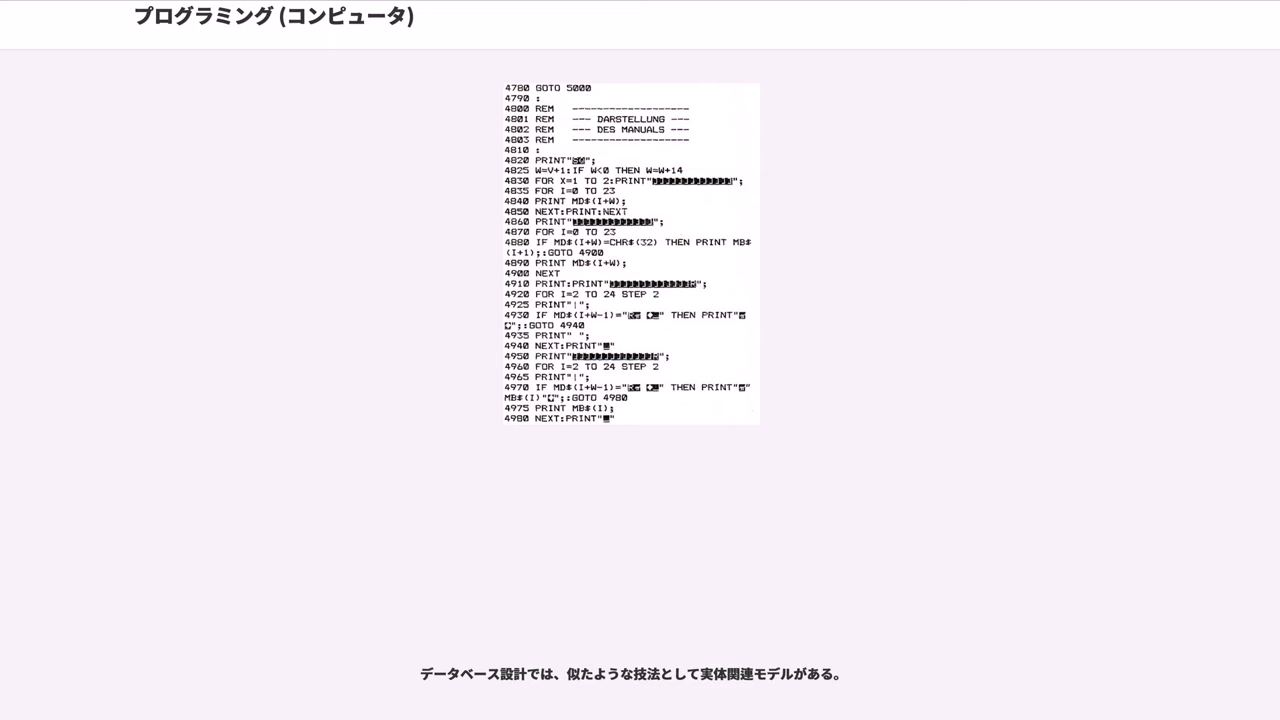 プログラミング (コンピュータ)
4780 GOTO 5000
4790 :
4800 REM   -------------------
4801 REM   --- DARSTELLUNG ---
4802 REM   --- DES MANUALS ---
4803 REM   -------------------
4810 :
4820 PRINT"";
4825 W=V+1:IF W<0 THEN W=W+14
4830 FOR X=1 TO 2:PRINT"";
4835 FOR I=0 TO 23
4840 PRINT MD$(I+W);
4850 NEXT:PRINT:NEXT
4860 PRINT"";
4870 FOR I=0 TO 23
4880 IF MD$(I+W)=CHR$(32) THEN PRINT MB$
(I+1);:GOTO 4900
4890 PRINT MD$(I+W);
4900 NEXT
4910 PRINT:PRINT"";
4920 FOR I=2 TO 24 STEP 2
4925 PRINT"|";
4930 IF MD$(I+W-1)="" THEN PRINT"
";:GOTO 4940
4935 PRINT" ";
4940 NEXT:PRINT""
4950 PRINT"";
4960 FOR I=2 TO 24 STEP 2
4965 PRINT"|";
4970 IF MD$(I+W-1)="" THEN PRINT""
MB$(I)"";:GOTO 4980
4975 PRINT MB$(I);
4980 NEXT:PRINT""
データベース設計では、似たような技法として実体関連モデルがある。